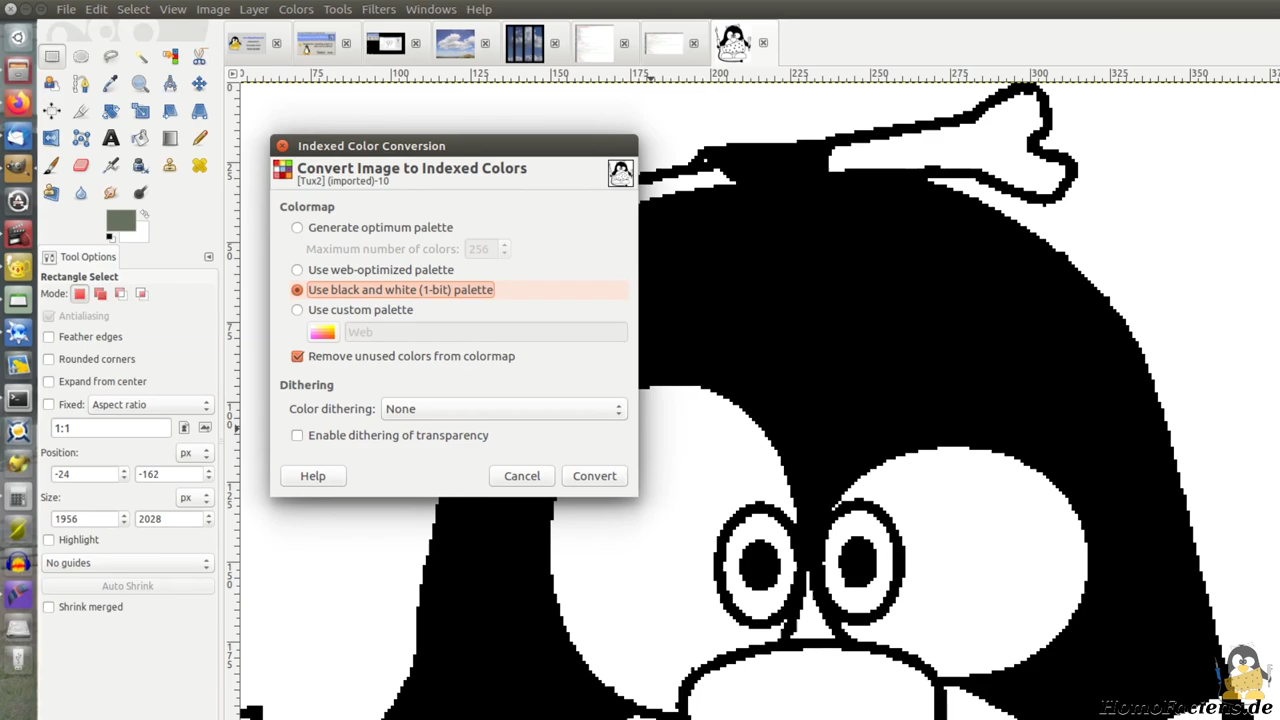 File Edit Select View Image Layer Colors Tools Filters Windows Help
75 100 125 150 175 200 225 250 275 300 325 350
Indexed Color Conversion
Convert Image to Indexed Colors
[Tux2] (imported)-10
Colormap
Generate optimum palette
Maximum number of colors: 256
Use web-optimized palette
Use black and white (1-bit) palette
Use custom palette
Web
Remove unused colors from colormap
Dithering
Color dithering: None
Enable dithering of transparency
Help Cancel Convert
Tool Options
Rectangle Select
Mode:
Antialiasing
Feather edges
Rounded corners
Expand from center
Fixed: Aspect ratio
1:1
Position: px
-24 -162
Size: px
1956 2028
Highlight
No guides
Auto Shrink
Shrink merged
HomoFaciens.de